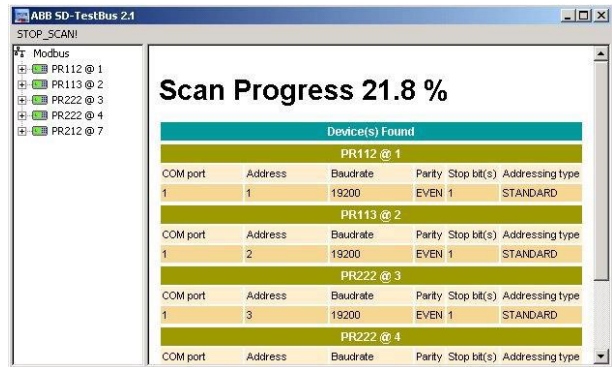 ABB SD-TestBus 2.1
STOP_SCAN!
Modbus
PR112 @ 1
PR113 @ 2
PR222 @ 3
PR222 @ 4
PR212 @ 7
Scan Progress 21.8 %
Device(s) Found
PR112 @ 1
COM port Address Baudrate Parity Stop bit(s) Addressing type
1 1 19200 EVEN 1 STANDARD
PR113 @ 2
COM port Address Baudrate Parity Stop bit(s) Addressing type
1 2 19200 EVEN 1 STANDARD
PR222 @ 3
COM port Address Baudrate Parity Stop bit(s) Addressing type
1 3 19200 EVEN 1 STANDARD
PR222 @ 4
COM port Address Baudrate Parity Stop bit(s) Addressing type